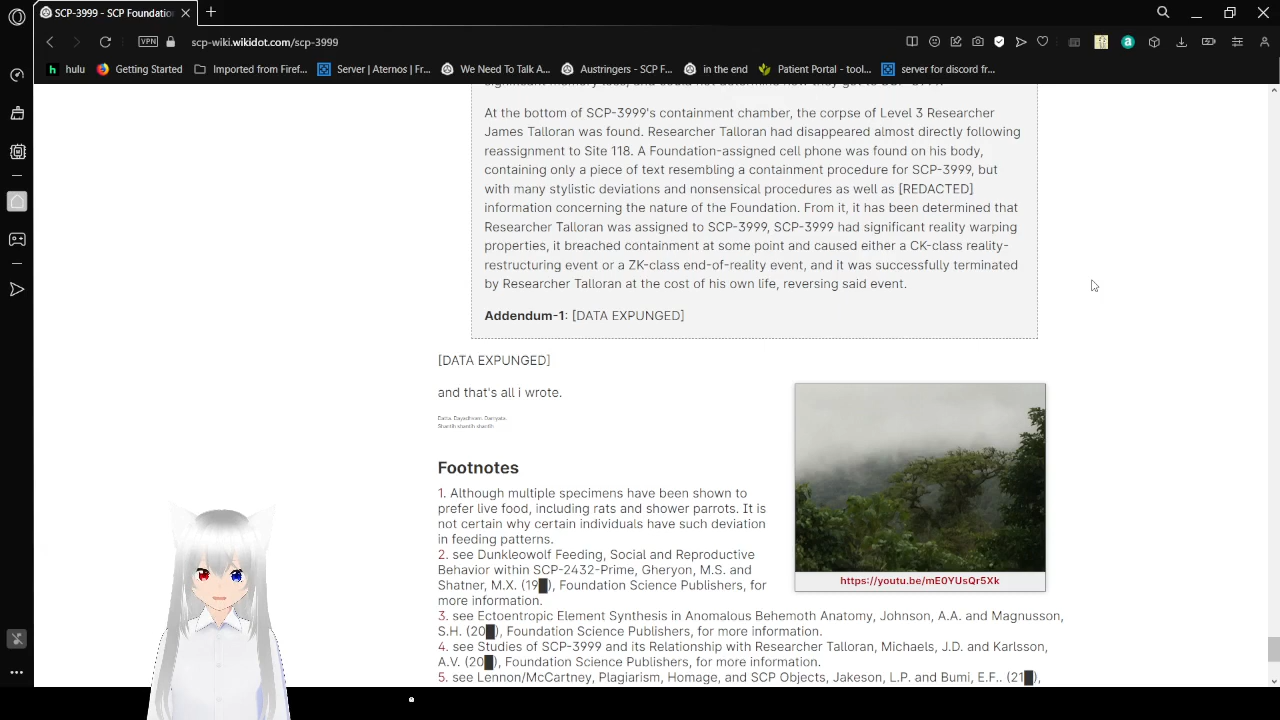 SCP-3999 - SCP Foundation
VPN
scp-wiki.wikidot.com/scp-3999
hulu
Getting Started
Imported from Firef...
Server | Aternos | Fr...
We Need To Talk A...
Austringers - SCP F...
in the end
Patient Portal - tool...
server for discord fr...
At the bottom of SCP-3999's containment chamber, the corpse of Level 3 Researcher
James Talloran was found. Researcher Talloran had disappeared almost directly following
reassignment to Site 118. A Foundation-assigned cell phone was found on his body,
containing only a piece of text resembling a containment procedure for SCP-3999, but
with many stylistic deviations and nonsensical procedures as well as [REDACTED]
information concerning the nature of the Foundation. From it, it has been determined that
Researcher Talloran was assigned to SCP-3999, SCP-3999 had significant reality warping
properties, it breached containment at some point and caused either a CK-class reality-
restructuring event or a ZK-class end-of-reality event, and it was successfully terminated
by Researcher Talloran at the cost of his own life, reversing said event.
Addendum-1: [DATA EXPUNGED]
[DATA EXPUNGED]
and that's all i wrote.
Datta. Dayadhvam. Damyata.
Shantih shantih shantih
Footnotes
1. Although multiple specimens have been shown to
prefer live food, including rats and shower parrots. It is
not certain why certain individuals have such deviation
in feeding patterns.
2. see Dunkleowolf Feeding, Social and Reproductive
Behavior within SCP-2432-Prime, Gheryon, M.S. and
Shatner, M.X. (19█), Foundation Science Publishers, for
more information.
https://youtu.be/mE0YUsQr5Xk
3. see Ectoentropic Element Synthesis in Anomalous Behemoth Anatomy, Johnson, A.A. and Magnusson,
S.H. (20█), Foundation Science Publishers, for more information.
4. see Studies of SCP-3999 and its Relationship with Researcher Talloran, Michaels, J.D. and Karlsson,
A.V. (20█), Foundation Science Publishers, for more information.
5. see Lennon/McCartney, Plagiarism, Homage, and SCP Objects, Jakeson, L.P. and Bumi, E.F.. (21█),